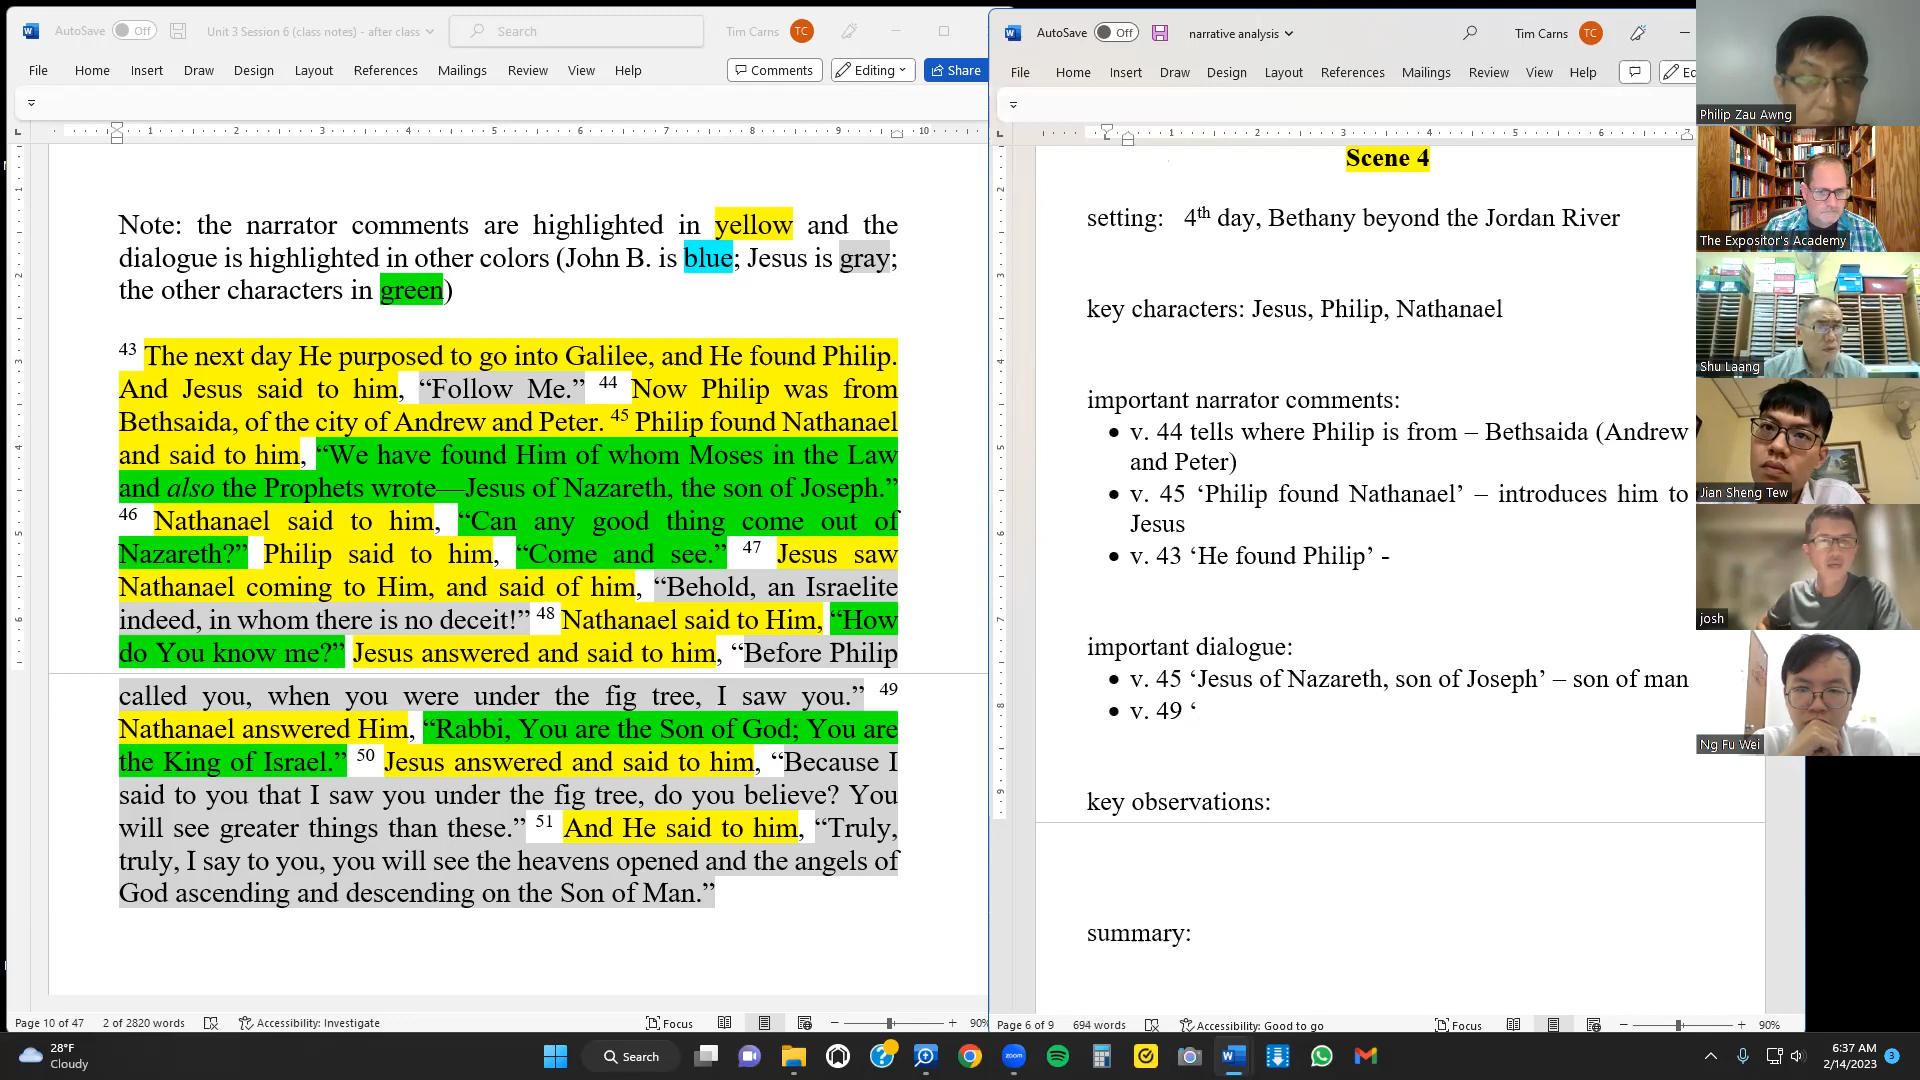 AutoSave Off Unit 3 Session 6 (class notes) - after class Search Tim Carns TC
File Home Insert Draw Design Layout References Mailings Review View Help Comments Editing Share
1 2 3 4 5 6 7 8 9 10
Note: the narrator comments are highlighted in yellow and the
dialogue is highlighted in other colors (John B. is blue; Jesus is gray;
the other characters in green)
43 The next day He purposed to go into Galilee, and He found Philip.
And Jesus said to him, “Follow Me.” 44 Now Philip was from
Bethsaida, of the city of Andrew and Peter. 45 Philip found Nathanael
and said to him, “We have found Him of whom Moses in the Law
and also the Prophets wrote—Jesus of Nazareth, the son of Joseph.”
46 Nathanael said to him, “Can any good thing come out of
Nazareth?” Philip said to him, “Come and see.” 47 Jesus saw
Nathanael coming to Him, and said of him, “Behold, an Israelite
indeed, in whom there is no deceit!” 48 Nathanael said to Him, “How
do You know me?” Jesus answered and said to him, “Before Philip
called you, when you were under the fig tree, I saw you.” 49
Nathanael answered Him, “Rabbi, You are the Son of God; You are
the King of Israel.” 50 Jesus answered and said to him, “Because I
said to you that I saw you under the fig tree, do you believe? You
will see greater things than these.” 51 And He said to him, “Truly,
truly, I say to you, you will see the heavens opened and the angels of
God ascending and descending on the Son of Man.”
Page 10 of 47 2 of 2820 words Accessibility: Investigate Focus 90%
AutoSave Off narrative analysis Tim Carns TC
File Home Insert Draw Design Layout References Mailings Review View Help Ed
1 2 3 4 5 6 7
Scene 4
setting: 4th day, Bethany beyond the Jordan River
key characters: Jesus, Philip, Nathanael
important narrator comments:
• v. 44 tells where Philip is from – Bethsaida (Andrew
and Peter)
• v. 45 ‘Philip found Nathanael’ – introduces him to
Jesus
• v. 43 ‘He found Philip’ -
important dialogue:
• v. 45 ‘Jesus of Nazareth, son of Joseph’ – son of man
• v. 49 ‘
key observations:
summary:
Page 6 of 9 694 words Accessibility: Good to go Focus 90%
Philip Zau Awng
The Expositor's Academy
Shu Laang
Jian Sheng Tew
josh
Ng Fu Wei
28°F
Cloudy
Search
zoom
6:37 AM
2/14/2023
3